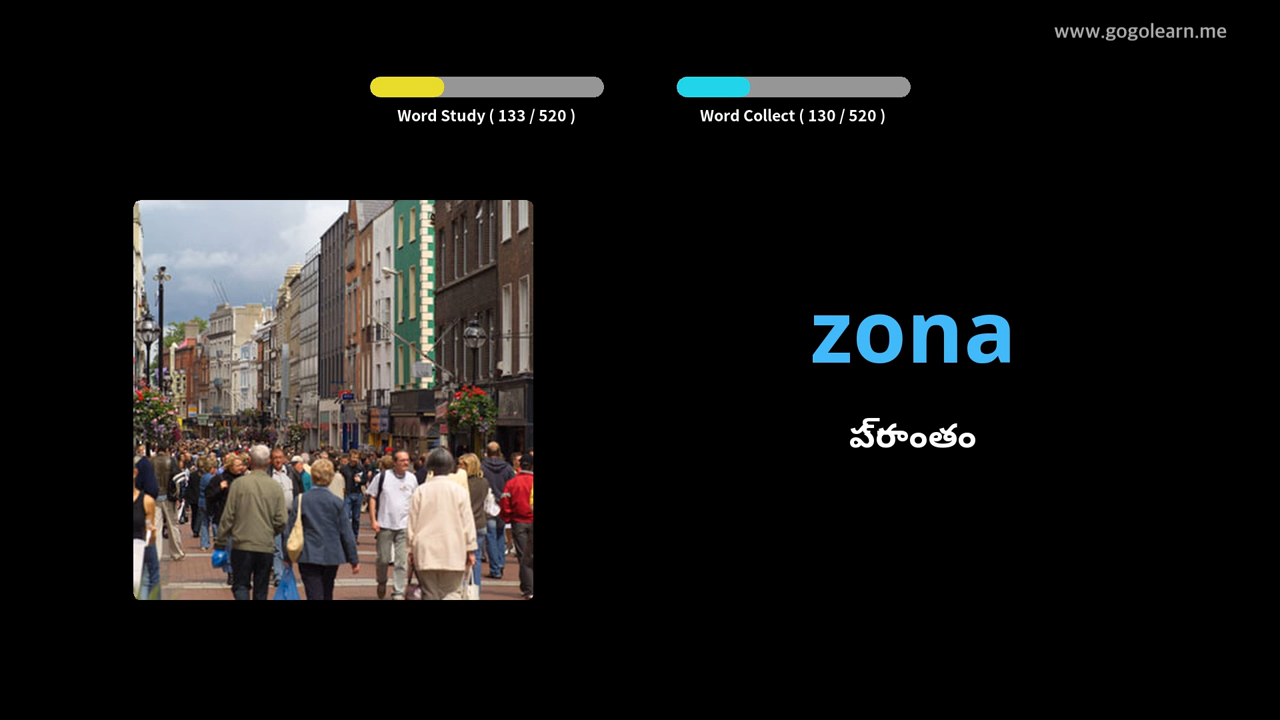 www.gogolearn.me
Word Study ( 133 / 520 )
Word Collect ( 130 / 520 )
zona
ప్రాంతం